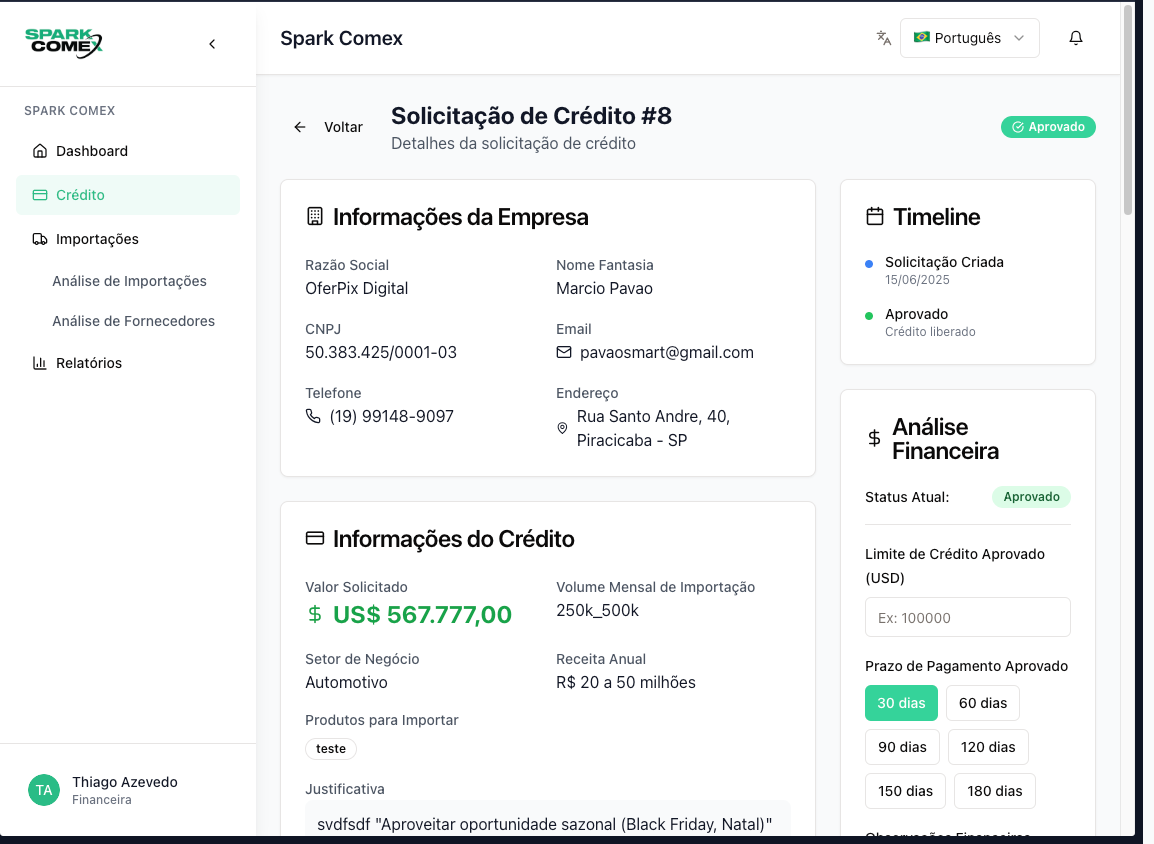 SPARK
COMEX
SPARK COMEX
Dashboard
Crédito
Importações
Análise de Importações
Análise de Fornecedores
Relatórios
TA
Thiago Azevedo
Financeira
Spark Comex
Português
Voltar
Solicitação de Crédito #8
Detalhes da solicitação de crédito
Aprovado
Informações da Empresa
Razão Social
OferPix Digital
Nome Fantasia
Marcio Pavao
CNPJ
50.383.425/0001-03
Email
pavaosmart@gmail.com
Telefone
(19) 99148-9097
Endereço
Rua Santo Andre, 40,
Piracicaba - SP
Informações do Crédito
Valor Solicitado
$ US$ 567.777,00
Volume Mensal de Importação
250k_500k
Setor de Negócio
Automotivo
Receita Anual
R$ 20 a 50 milhões
Produtos para Importar
teste
Justificativa
svdfsdf "Aproveitar oportunidade sazonal (Black Friday, Natal)"
Timeline
Solicitação Criada
15/06/2025
Aprovado
Crédito liberado
$ Análise
Financeira
Status Atual:
Aprovado
Limite de Crédito Aprovado
(USD)
Ex: 100000
Prazo de Pagamento Aprovado
30 dias
60 dias
90 dias
120 dias
150 dias
180 dias
Observações Financeiras